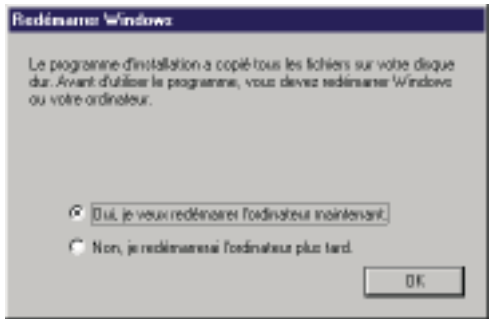 Redémarrer Windows
Le programme d'installation a copié tous les fichiers sur votre disque
dur. Avant d'utiliser le programme, vous devez redémarrer Windows
ou votre ordinateur.
Oui, je veux redémarrer l'ordinateur maintenant.
Non, je redémarrerai l'ordinateur plus tard.
OK